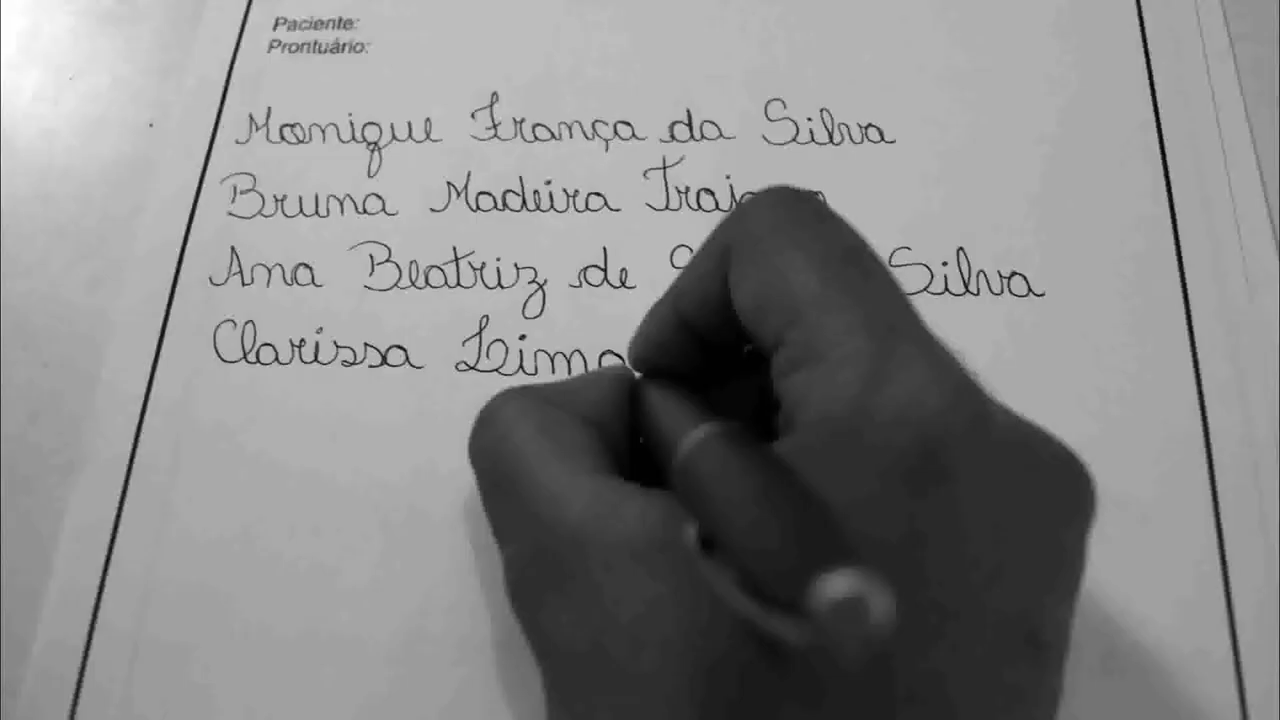 Paciente:
Prontuário:
Monique França da Silva
Bruna Madeira
Ana Beatriz de Silva
Clarissa Lima